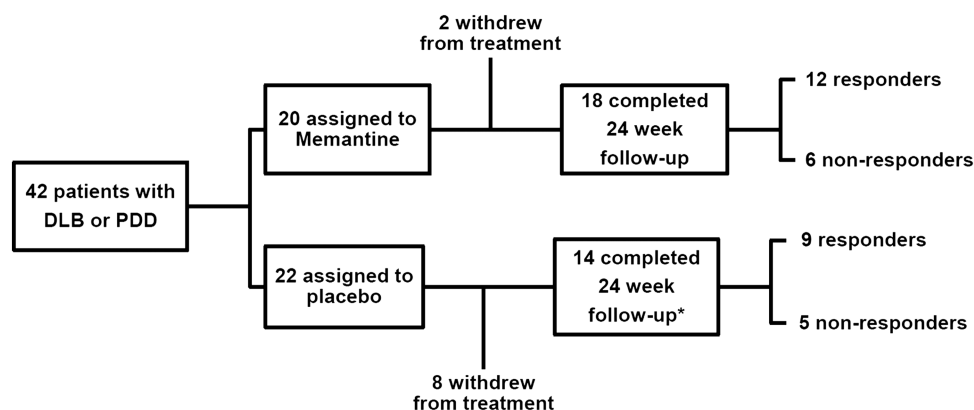 2 withdrew
from treatment
20 assigned to
Memantine
18 completed
24 week
follow-up
12 responders
6 non-responders
42 patients with
DLB or PDD
22 assigned to
placebo
14 completed
24 week
follow-up*
9 responders
5 non-responders
8 withdrew
from treatment